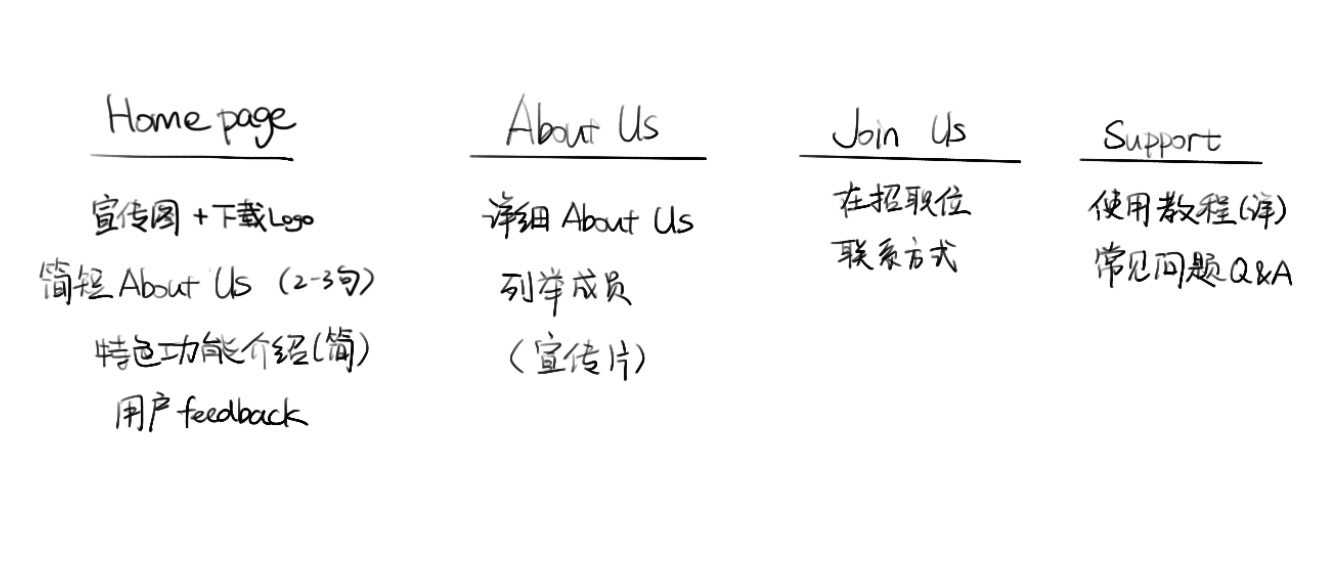 Home page
宣传图 + 下载Logo
简短 About Us (2-3句)
特色功能介绍(简)
用户 feedback
About Us
详细 About Us
列举成员
(宣传片)
Join Us
在招职位
联系方式
Support
使用教程(详)
常见问题 Q&A